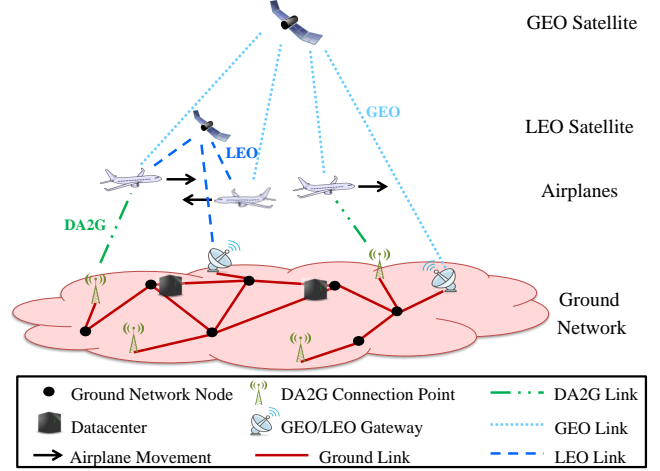 GEO Satellite
GEO
LEO Satellite
LEO
Airplanes
DA2G
Ground
Network
Ground Network Node
DA2G Connection Point
DA2G Link
Datacenter
GEO/LEO Gateway
GEO Link
Airplane Movement
Ground Link
LEO Link